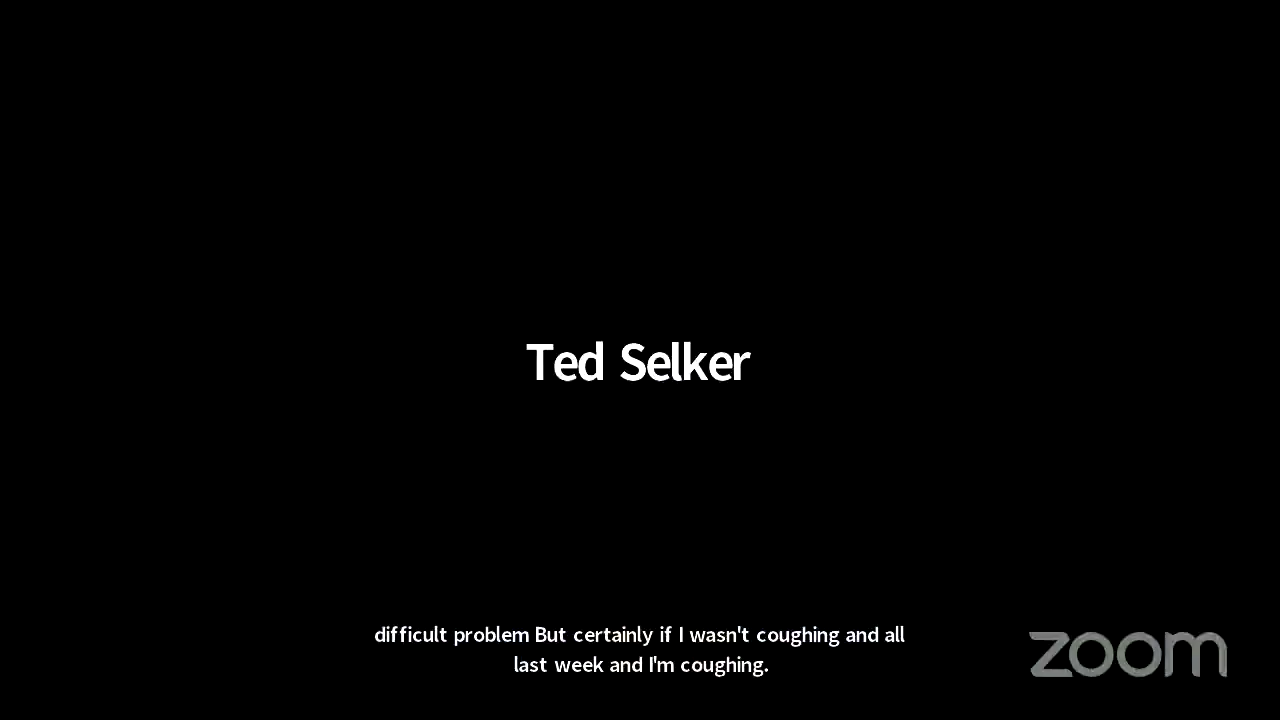 Ted Selker
difficult problem But certainly if I wasn't coughing and all
last week and I'm coughing.
zoom